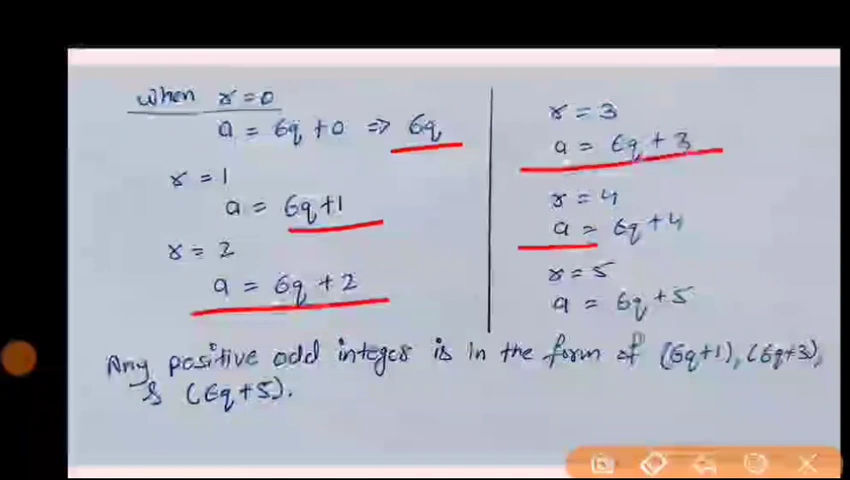 When r=0
a = 6q + 0 ⇒ 6q
r = 1
a = 6q+1
r = 2
a = 6q + 2
r = 3
a = 6q + 3
r = 4
a = 6q + 4
r = 5
a = 6q + 5
Any positive odd integer is in the form of (6q+1), (6q+3),
& (6q+5).